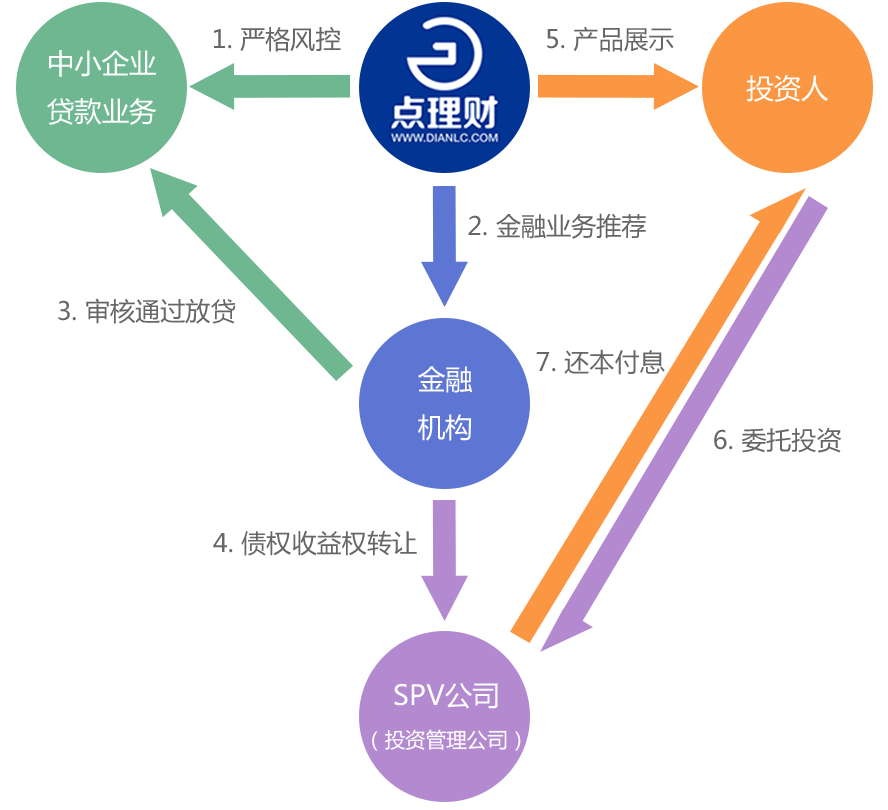 1. 严格风控
5. 产品展示
中小企业
贷款业务
点理财
WWW.DIANLC.COM
投资人
2. 金融业务推荐
3. 审核通过放贷
金融
机构
7. 还本付息
6. 委托投资
4. 债权收益权转让
SPV公司
（投资管理公司）